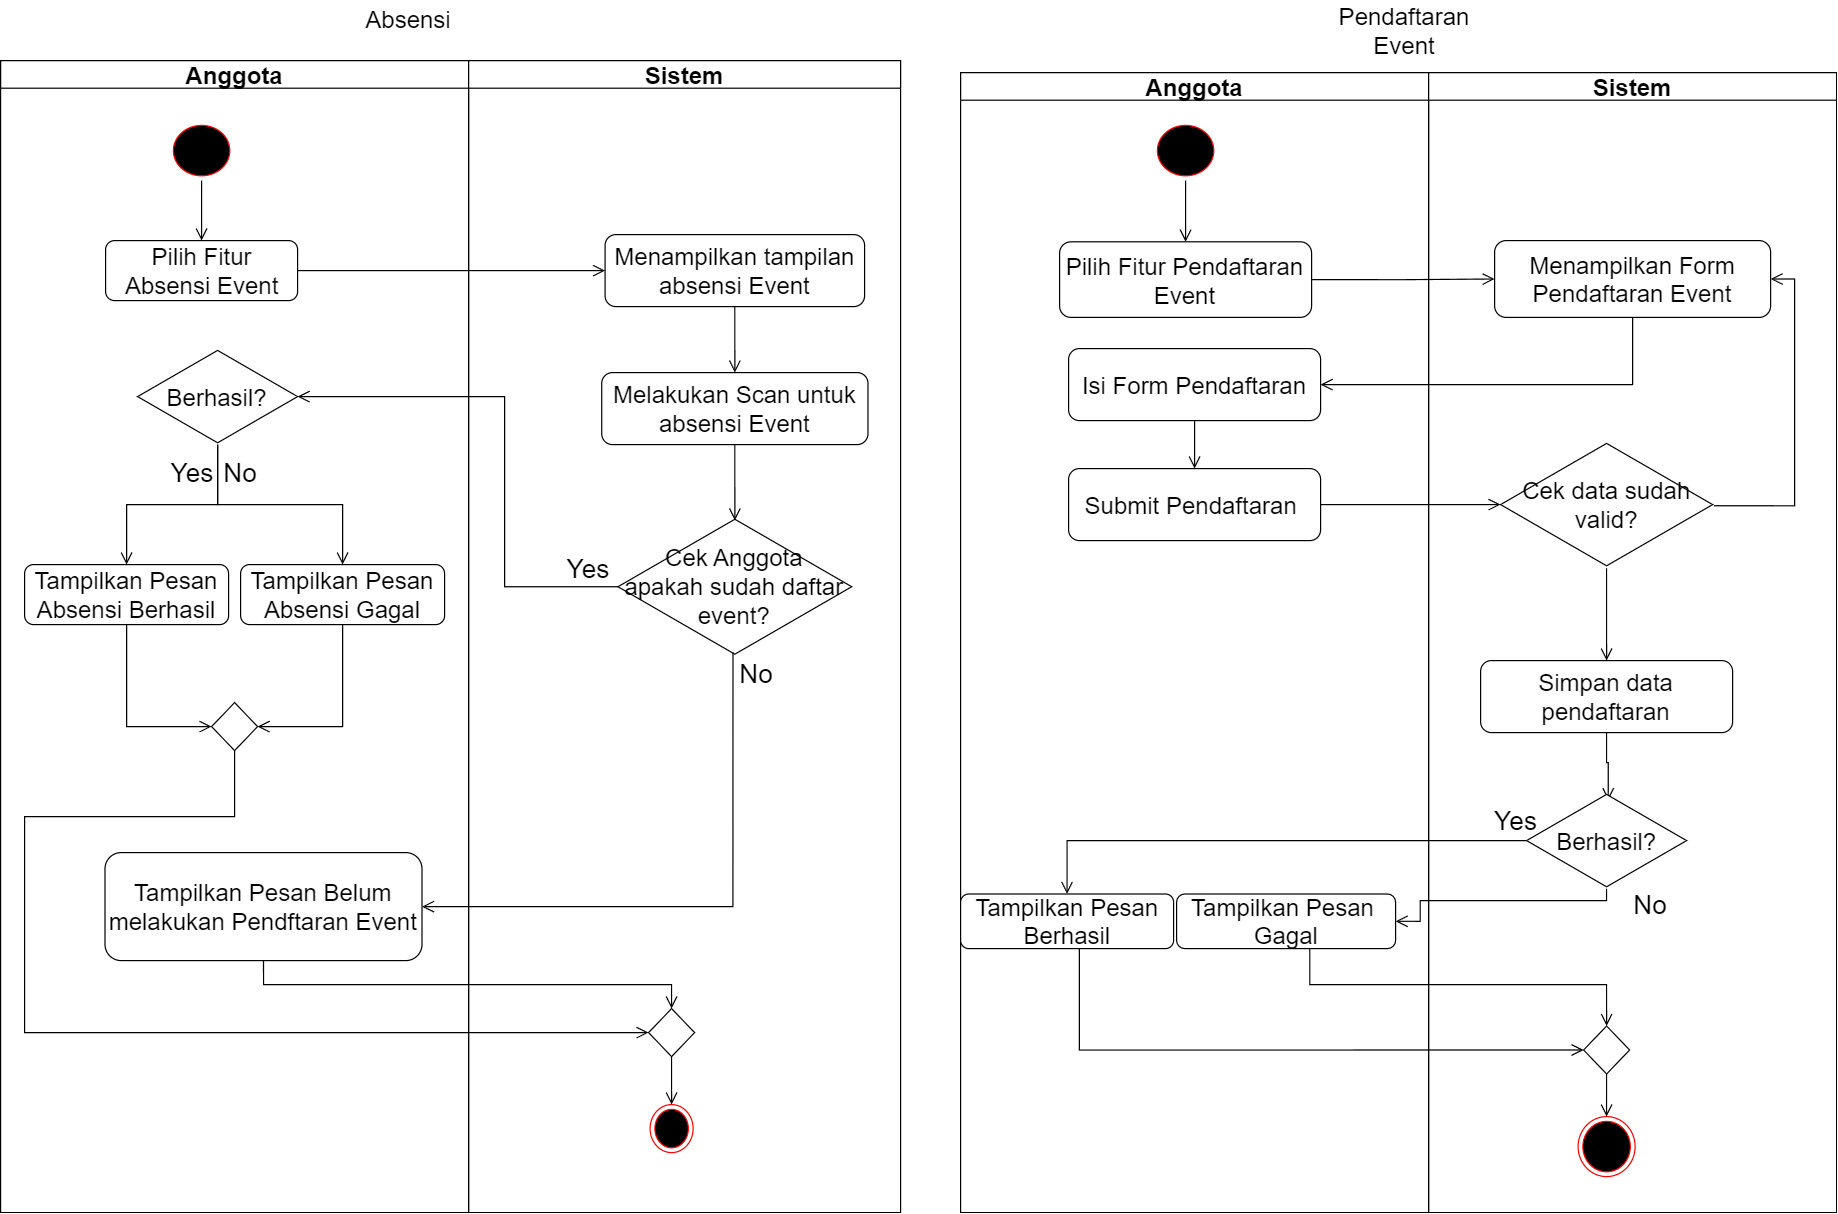 Absensi
Anggota
Sistem
Pilih Fitur
Absensi Event
Menampilkan tampilan
absensi Event
Berhasil?
Melakukan Scan untuk
absensi Event
Yes
No
Cek Anggota
apakah sudah daftar
event?
Yes
No
Tampilkan Pesan
Absensi Berhasil
Tampilkan Pesan
Absensi Gagal
Tampilkan Pesan Belum
melakukan Pendftaran Event
Pendaftaran
Event
Anggota
Sistem
Pilih Fitur Pendaftaran
Event
Menampilkan Form
Pendaftaran Event
Isi Form Pendaftaran
Submit Pendaftaran
Cek data sudah
valid?
Simpan data
pendaftaran
Yes
Berhasil?
No
Tampilkan Pesan
Berhasil
Tampilkan Pesan
Gagal